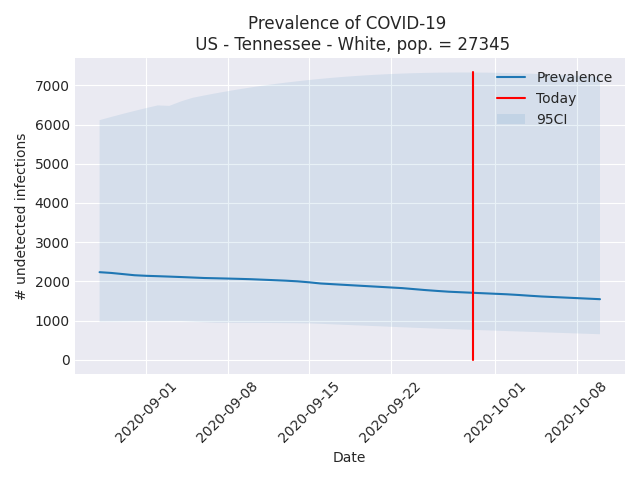 Prevalence of COVID-19
US - Tennessee - White, pop. = 27345
# undetected infections
7000
6000
5000
4000
3000
2000
1000
0
Prevalence
Today
95CI
2020-09-01
2020-09-08
2020-09-15
2020-09-22
2020-10-01
2020-10-08
Date